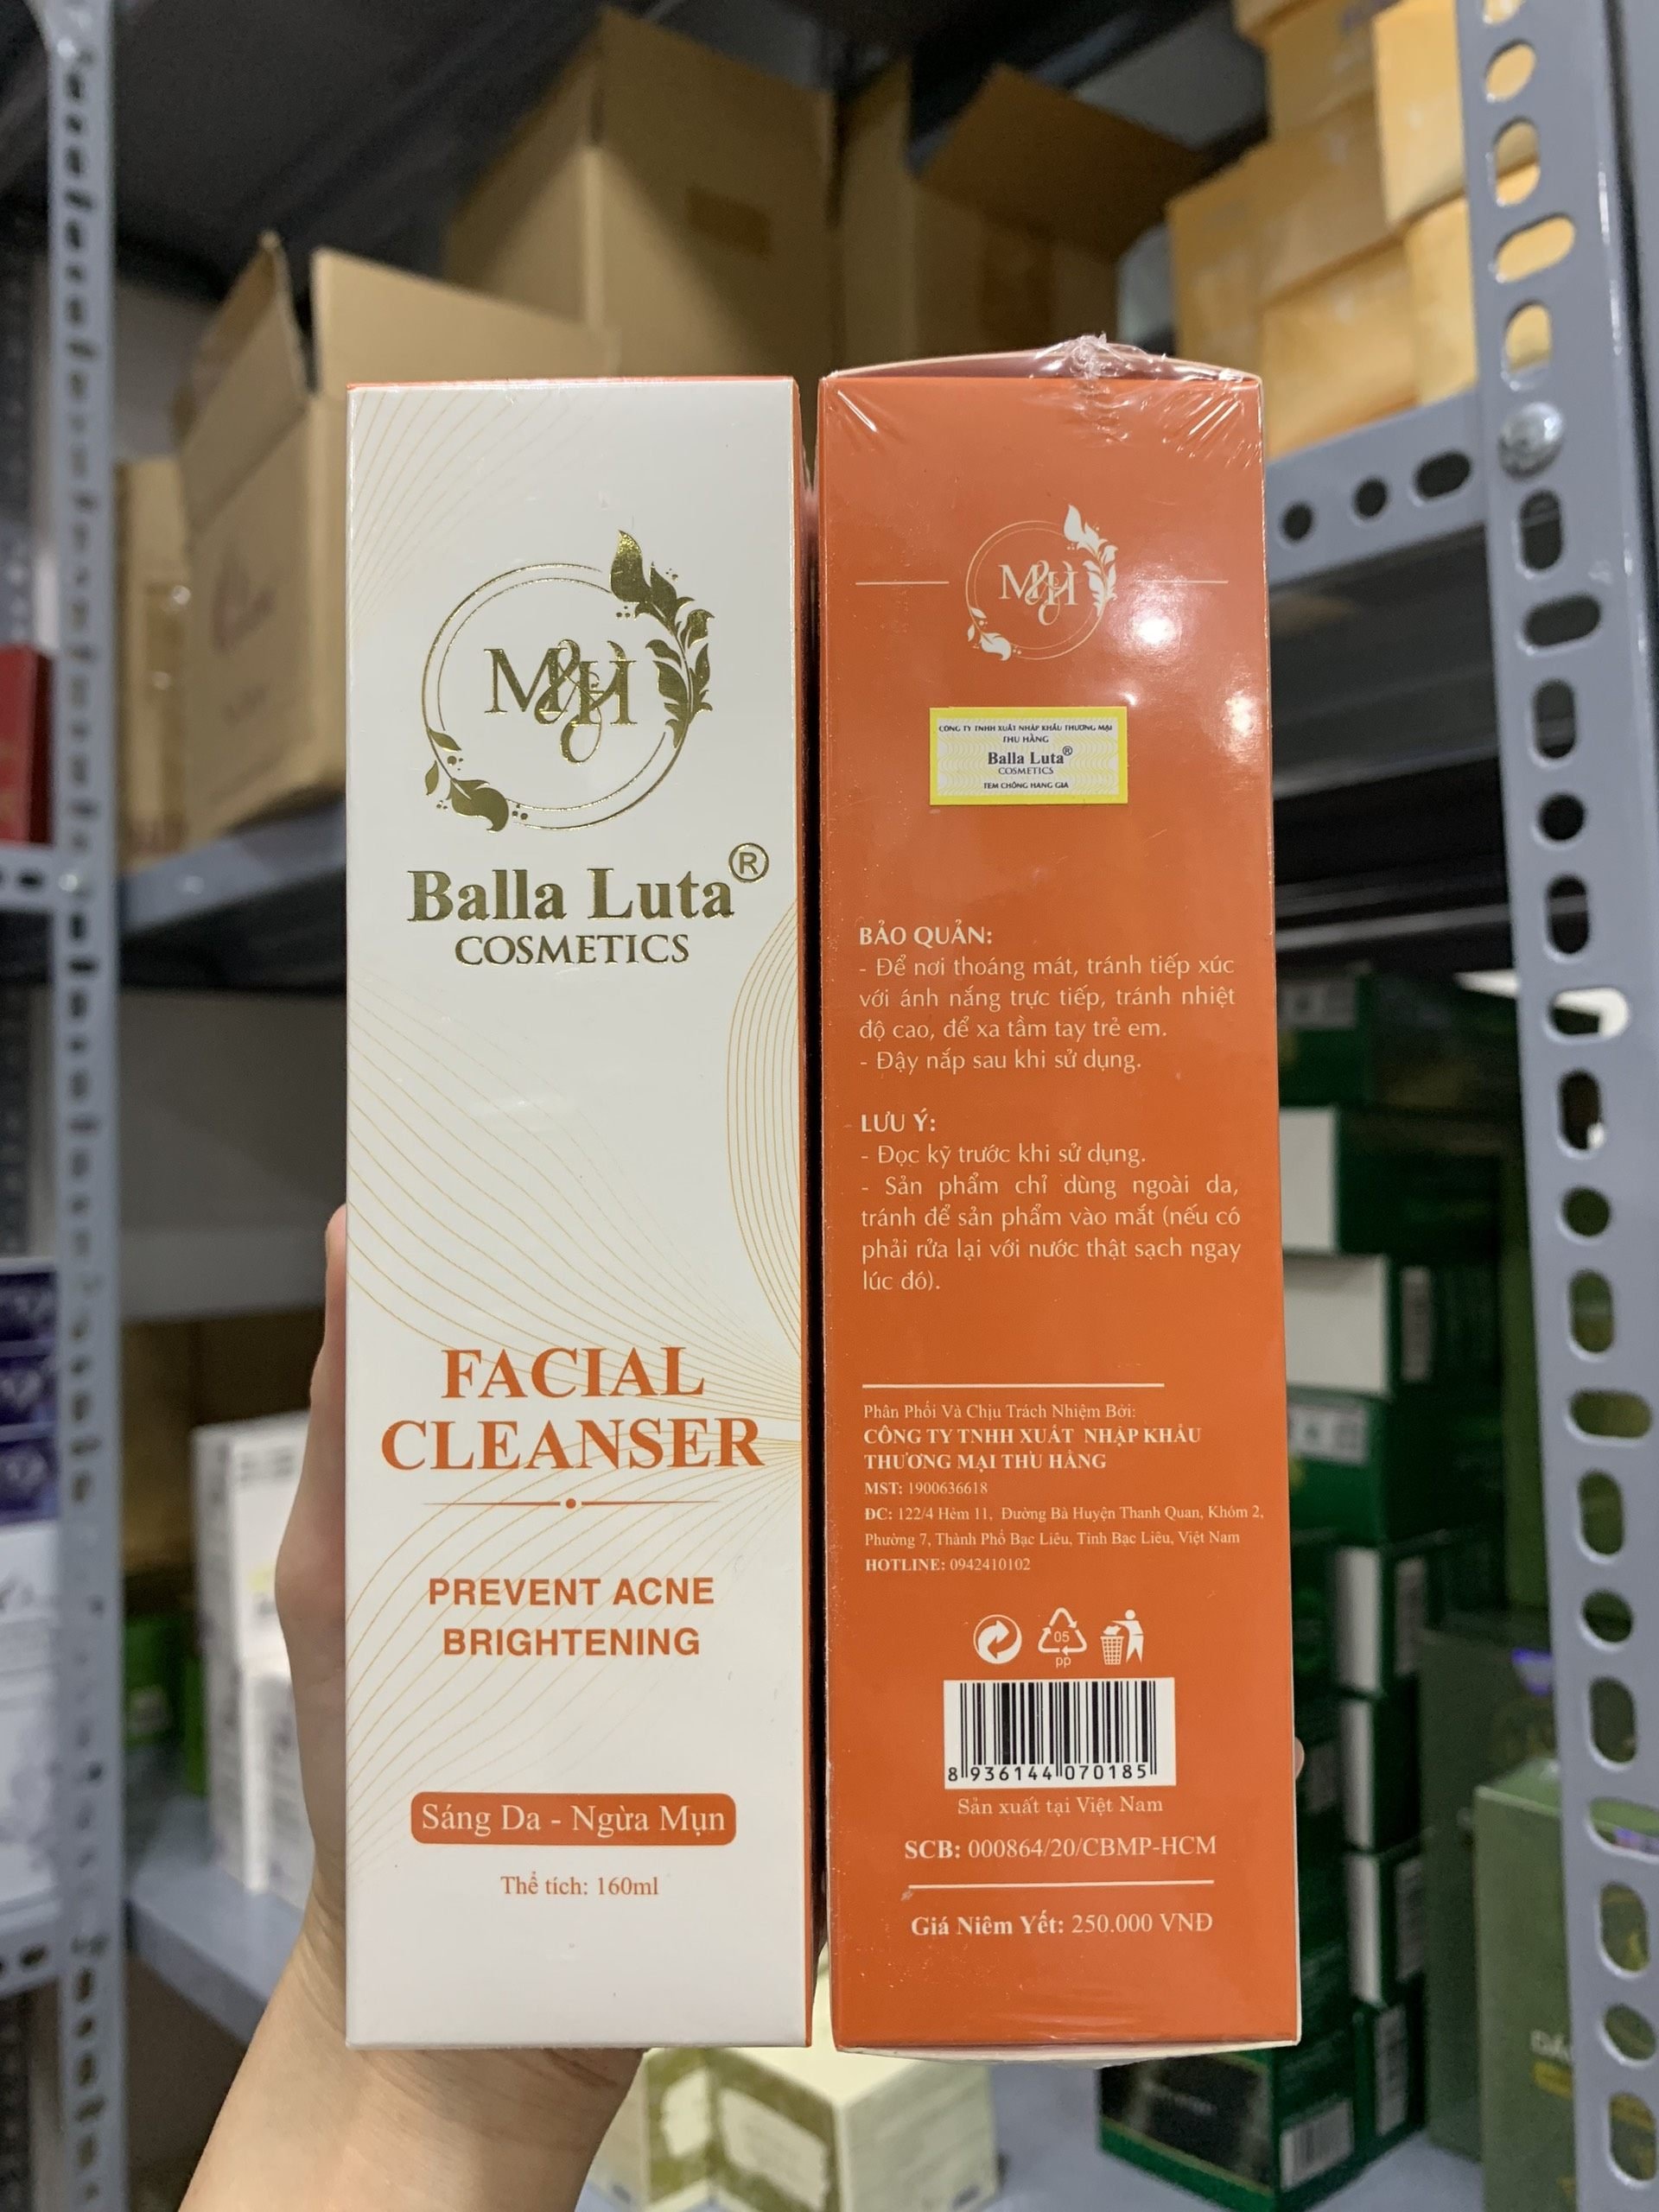 M&H
Balla Luta®
COSMETICS
FACIAL
CLEANSER
PREVENT ACNE
BRIGHTENING
Sáng Da - Ngừa Mụn
Thể tích: 160ml
M&H
CÔNG TY TNHH XUẤT NHẬP KHẨU THƯƠNG MẠI
THU HẰNG
Balla Luta®
COSMETICS
TEM CHỐNG HÀNG GIẢ
BẢO QUẢN:
- Để nơi thoáng mát, tránh tiếp xúc
với ánh nắng trực tiếp, tránh nhiệt
độ cao, để xa tầm tay trẻ em.
- Đậy nắp sau khi sử dụng.
LƯU Ý:
- Đọc kỹ trước khi sử dụng.
- Sản phẩm chỉ dùng ngoài da,
tránh để sản phẩm vào mắt (nếu có
phải rửa lại với nước thật sạch ngay
lúc đó).
Phân Phối Và Chịu Trách Nhiệm Bởi:
CÔNG TY TNHH XUẤT NHẬP KHẨU
THƯƠNG MẠI THU HẰNG
MST: 1900636618
ĐC: 122/4 Hẻm 11, Đường Bà Huyện Thanh Quan, Khóm 2,
Phường 7, Thành Phố Bạc Liêu, Tỉnh Bạc Liêu, Việt Nam
HOTLINE: 0942410102
05
pp
8 936144 070185
Sản xuất tại Việt Nam
SCB: 000864/20/CBMP-HCM
Giá Niêm Yết: 250.000 VNĐ